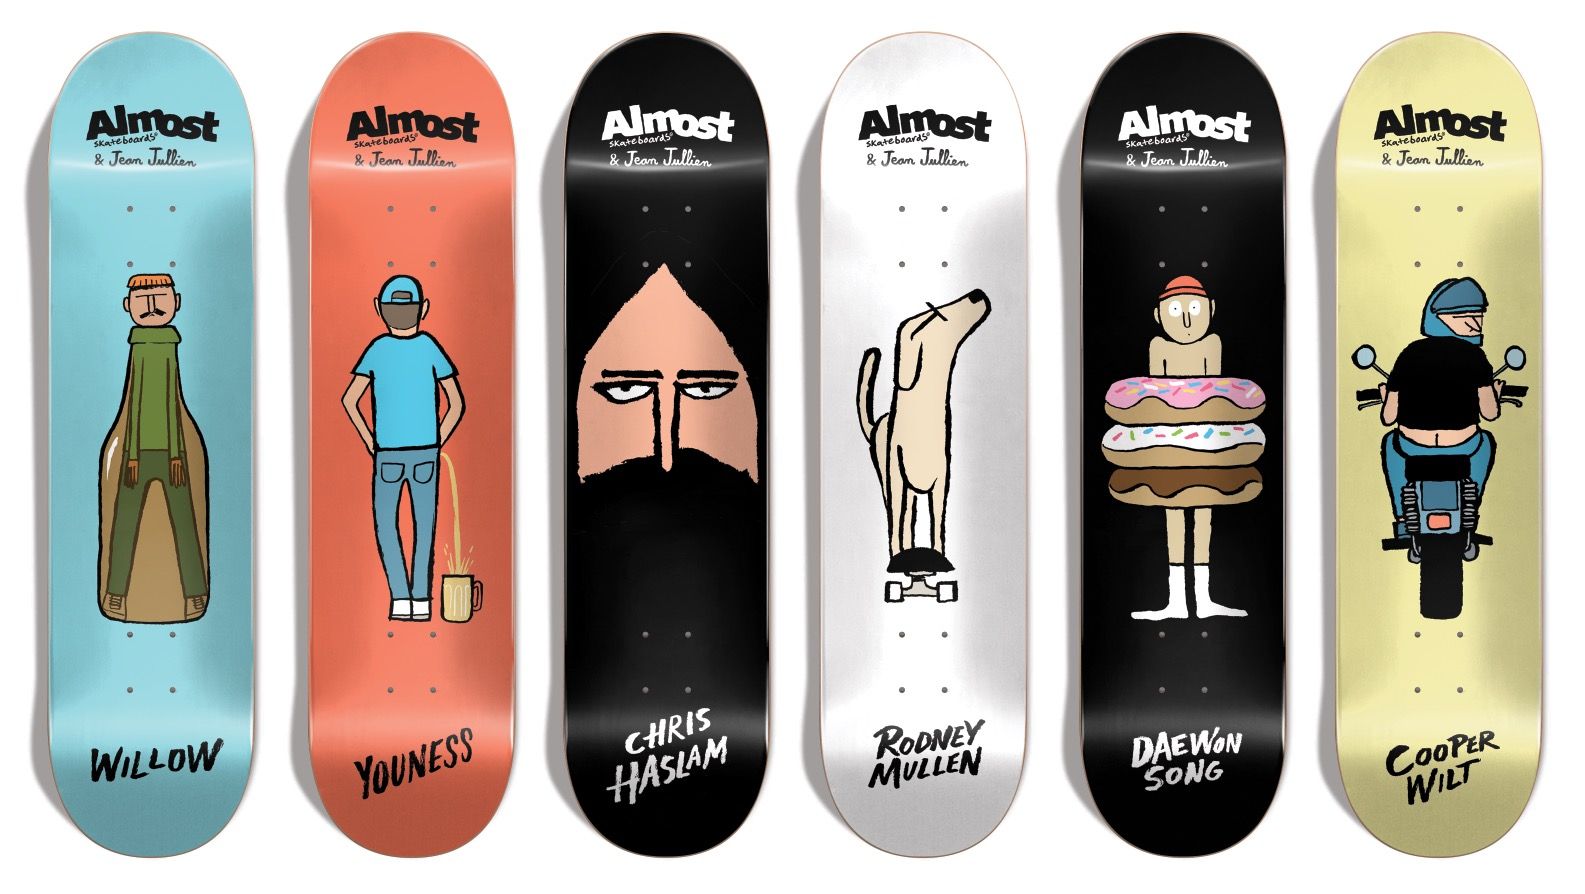 Almost
skateboards®
& Jean Jullien
WILLOW
Almost
skateboards®
& Jean Jullien
YOUNESS
Almost
skateboards®
& Jean Jullien
CHRIS
HASLAM
Almost
skateboards®
& Jean Jullien
RODNEY
MULLEN
Almost
skateboards®
& Jean Jullien
DAEWON
SONG
Almost
skateboards®
& Jean Jullien
COOPER
WILT